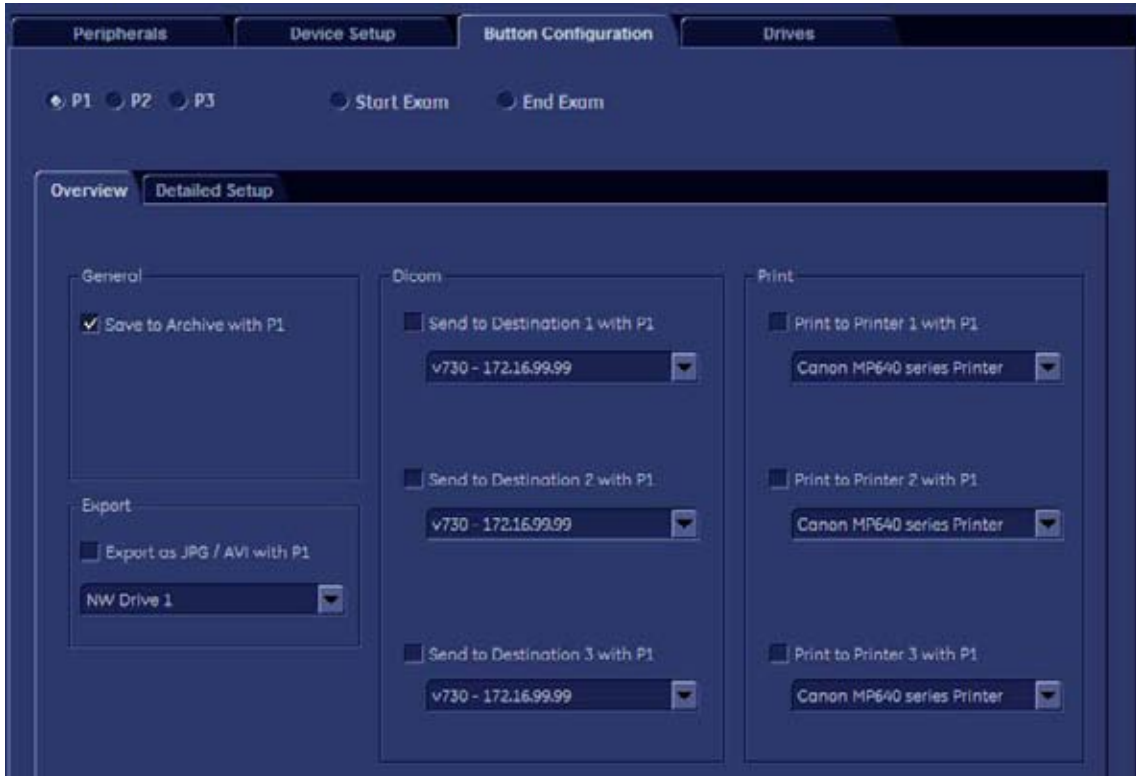 Peripherals Device Setup Button Configuration Drives
P1 P2 P3 Start Exam End Exam
Overview Detailed Setup
General
Save to Archive with P1
Export
Export as JPG / AVI with P1
NW Drive 1
Dicom
Send to Destination 1 with P1
v730 - 172.16.99.99
Send to Destination 2 with P1
v730 - 172.16.99.99
Send to Destination 3 with P1
v730 - 172.16.99.99
Print
Print to Printer 1 with P1
Canon MP640 series Printer
Print to Printer 2 with P1
Canon MP640 series Printer
Print to Printer 3 with P1
Canon MP640 series Printer